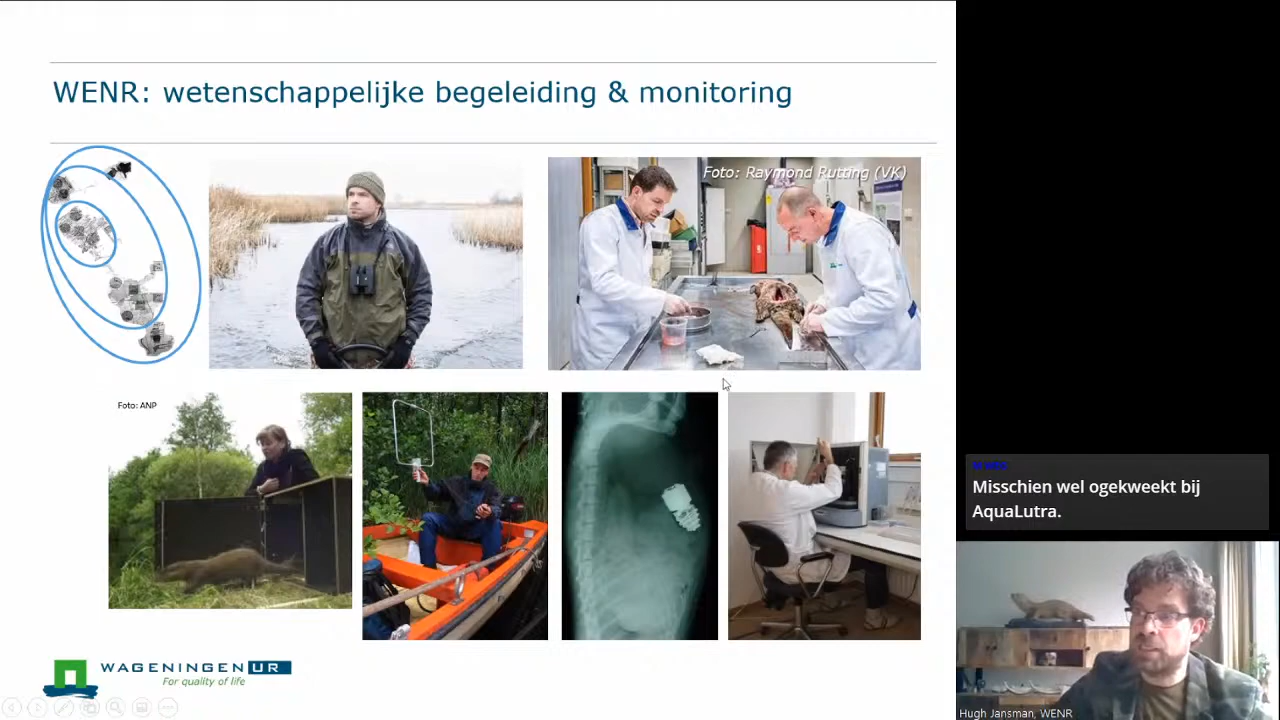 WENR: wetenschappelijke begeleiding & monitoring
Foto: Raymond Rutting (VK)
Foto: ANP
WAGENINGEN UR
For quality of life
Misschien wel ogekweekt bij
AquaLutra.
Hugh Jansman, WENR